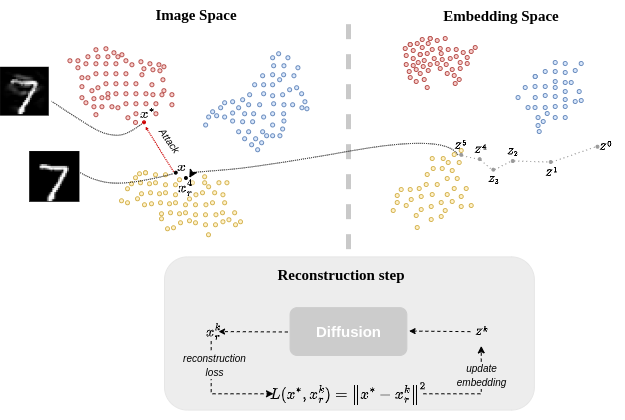 Image Space
Embedding Space
x*
Attack
x
x_r^4
z^5
z^4
z_3
z_2
z^1
z^0
Reconstruction step
x_r^k
Diffusion
z^k
reconstruction
loss
update
embedding
L(x*, x_r^k) = ||x* − x_r^k||^2